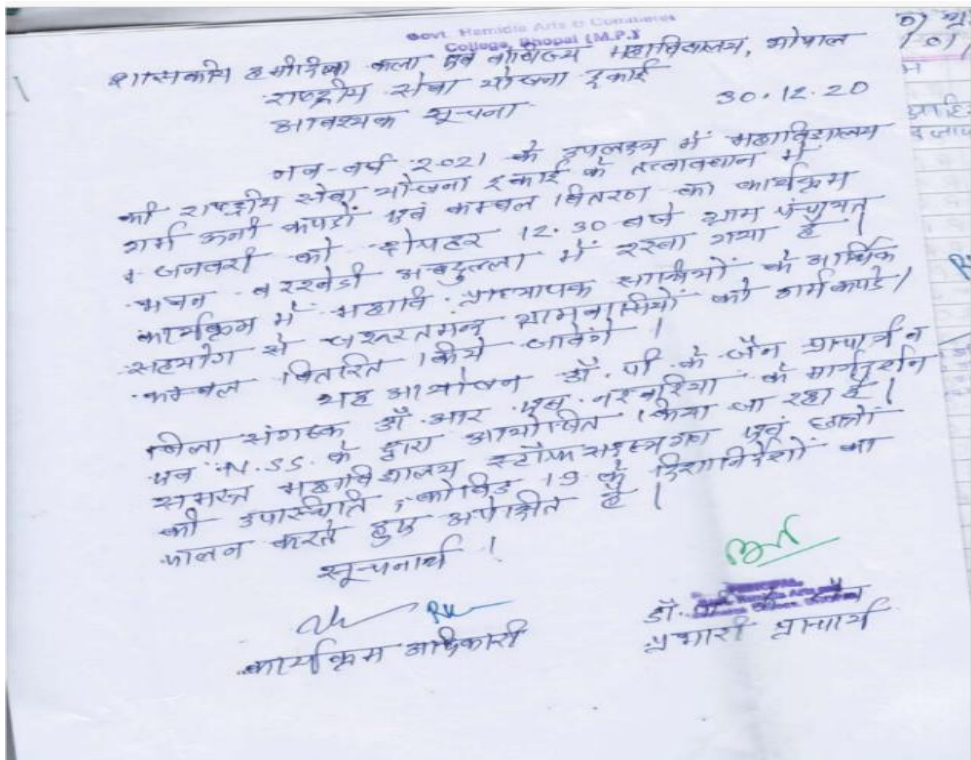 Govt. Hamidia Arts & Commerce
College, Bhopal (M.P.)
शासकीय हमीदिया कला एवं वाणिज्य महाविद्यालय, भोपाल
राष्ट्रीय सेवा योजना इकाई
आवश्यक सूचना 30.12.20
नव-वर्ष 2021 के उपलक्ष्य में महाविद्यालय
की राष्ट्रीय सेवा योजना इकाई के तत्वावधान में
गर्म ऊनी कपड़ों एवं कम्बल वितरण का कार्यक्रम
जनवरी को दोपहर 12.30 बजे ग्राम पंचायत
भवन बरखेडी अबदुल्ला में रखा गया है।
कार्यक्रम में महावि. प्राध्यापक साथियों के आर्थिक
सहयोग से जरूरतमन्द ग्रामवासियों को गर्म कपडे/
कम्बल वितरित किये जावेंगे।
यह आयोजन डॉ. पी. के. जैन प्राचार्य व
जिला संगठक डॉ. आर. एस. नरवरिया के मार्गदर्शन
एवं N.SS. के द्वारा आयोजित किया जा रहा है।
समस्त महाविद्यालय स्टॉफ सदस्यगण एवं छात्रों
की उपस्थिति, कोविड 19 के दिशानिर्देशों का
पालन करते हुए अपेक्षित है।
सूचनार्थ!
कार्यक्रम अधिकारी
डॉ. जैन
प्रभारी प्राचार्य